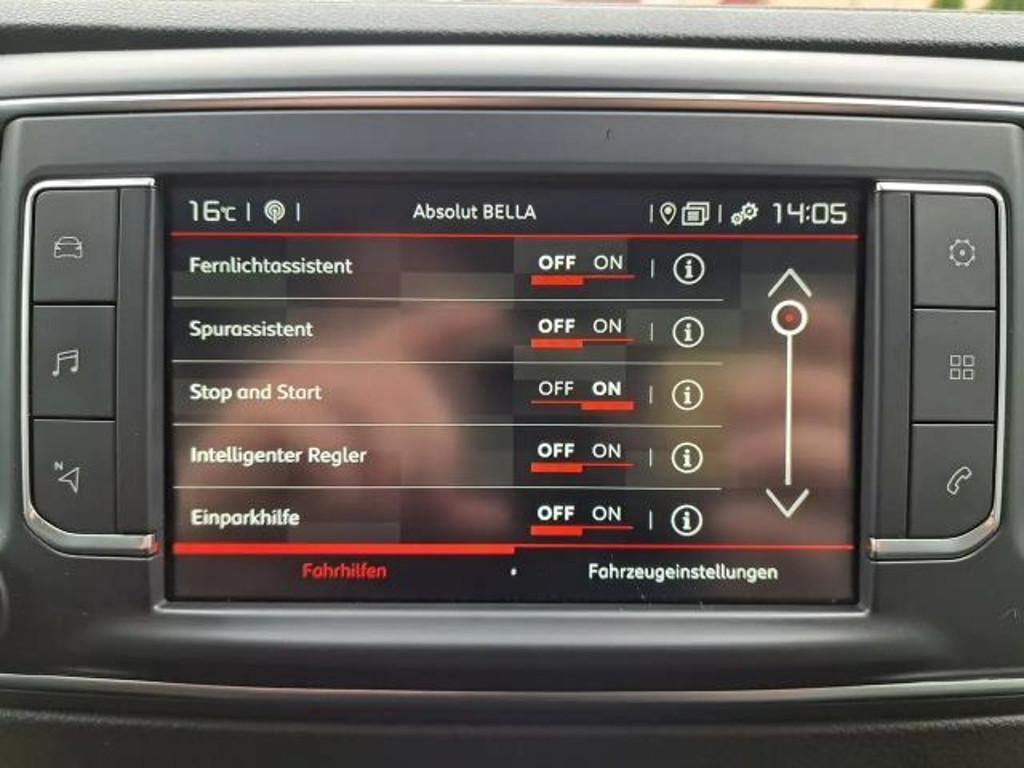 16°C | | Absolut BELLA | | 14:05
Fernlichtassistent OFF ON | i
Spurassistent OFF ON | i
Stop and Start OFF ON | i
Intelligenter Regler OFF ON | i
Einparkhilfe OFF ON | i
Fahrhilfen • Fahrzeugeinstellungen
N